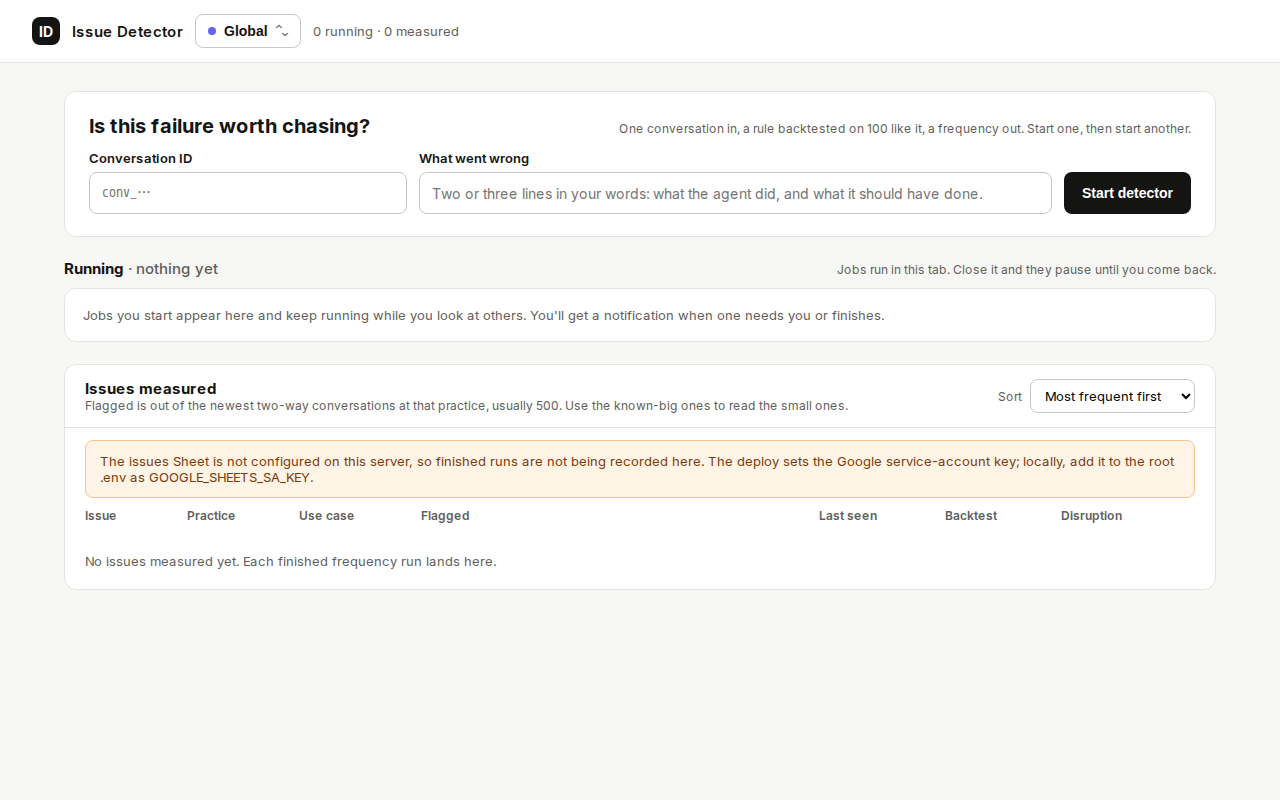 ID Issue Detector Global 0 running · 0 measured
Is this failure worth chasing?
One conversation in, a rule backtested on 100 like it, a frequency out. Start one, then start another.
Conversation ID
What went wrong
conv_…
Two or three lines in your words: what the agent did, and what it should have done.
Start detector
Running · nothing yet
Jobs run in this tab. Close it and they pause until you come back.
Jobs you start appear here and keep running while you look at others. You'll get a notification when one needs you or finishes.
Issues measured
Flagged is out of the newest two-way conversations at that practice, usually 500. Use the known-big ones to read the small ones.
Sort Most frequent first
The issues Sheet is not configured on this server, so finished runs are not being recorded here. The deploy sets the Google service-account key; locally, add it to the root
.env as GOOGLE_SHEETS_SA_KEY.
Issue Practice Use case Flagged Last seen Backtest Disruption
No issues measured yet. Each finished frequency run lands here.